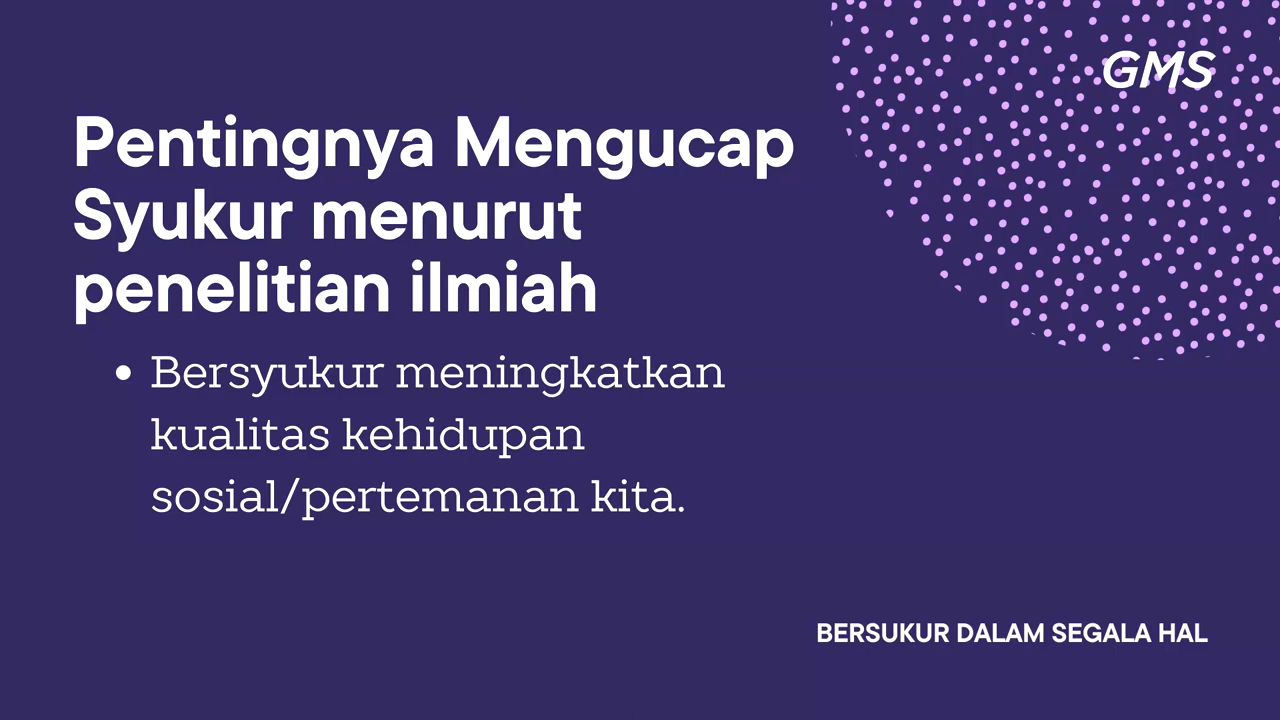 GMS
Pentingnya Mengucap
Syukur menurut
penelitian ilmiah
• Bersyukur meningkatkan
kualitas kehidupan
sosial/pertemanan kita.
BERSUKUR DALAM SEGALA HAL